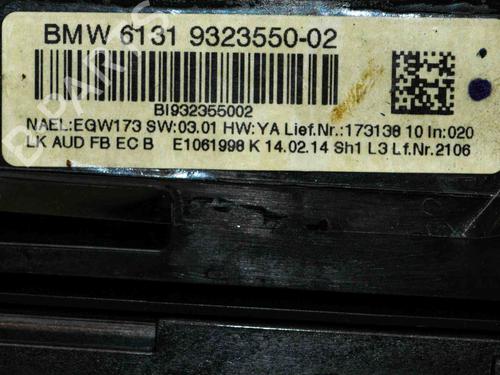 BMW 6131 9323550-02
BI932355002
NAEL:EGW173 SW:03.01 HW:YA Lief.Nr.:173138 10 In:020
LK AUD FB EC B E1061998 K 14.02.14 Sh1 L3 Lf.Nr.2106
B PARTS